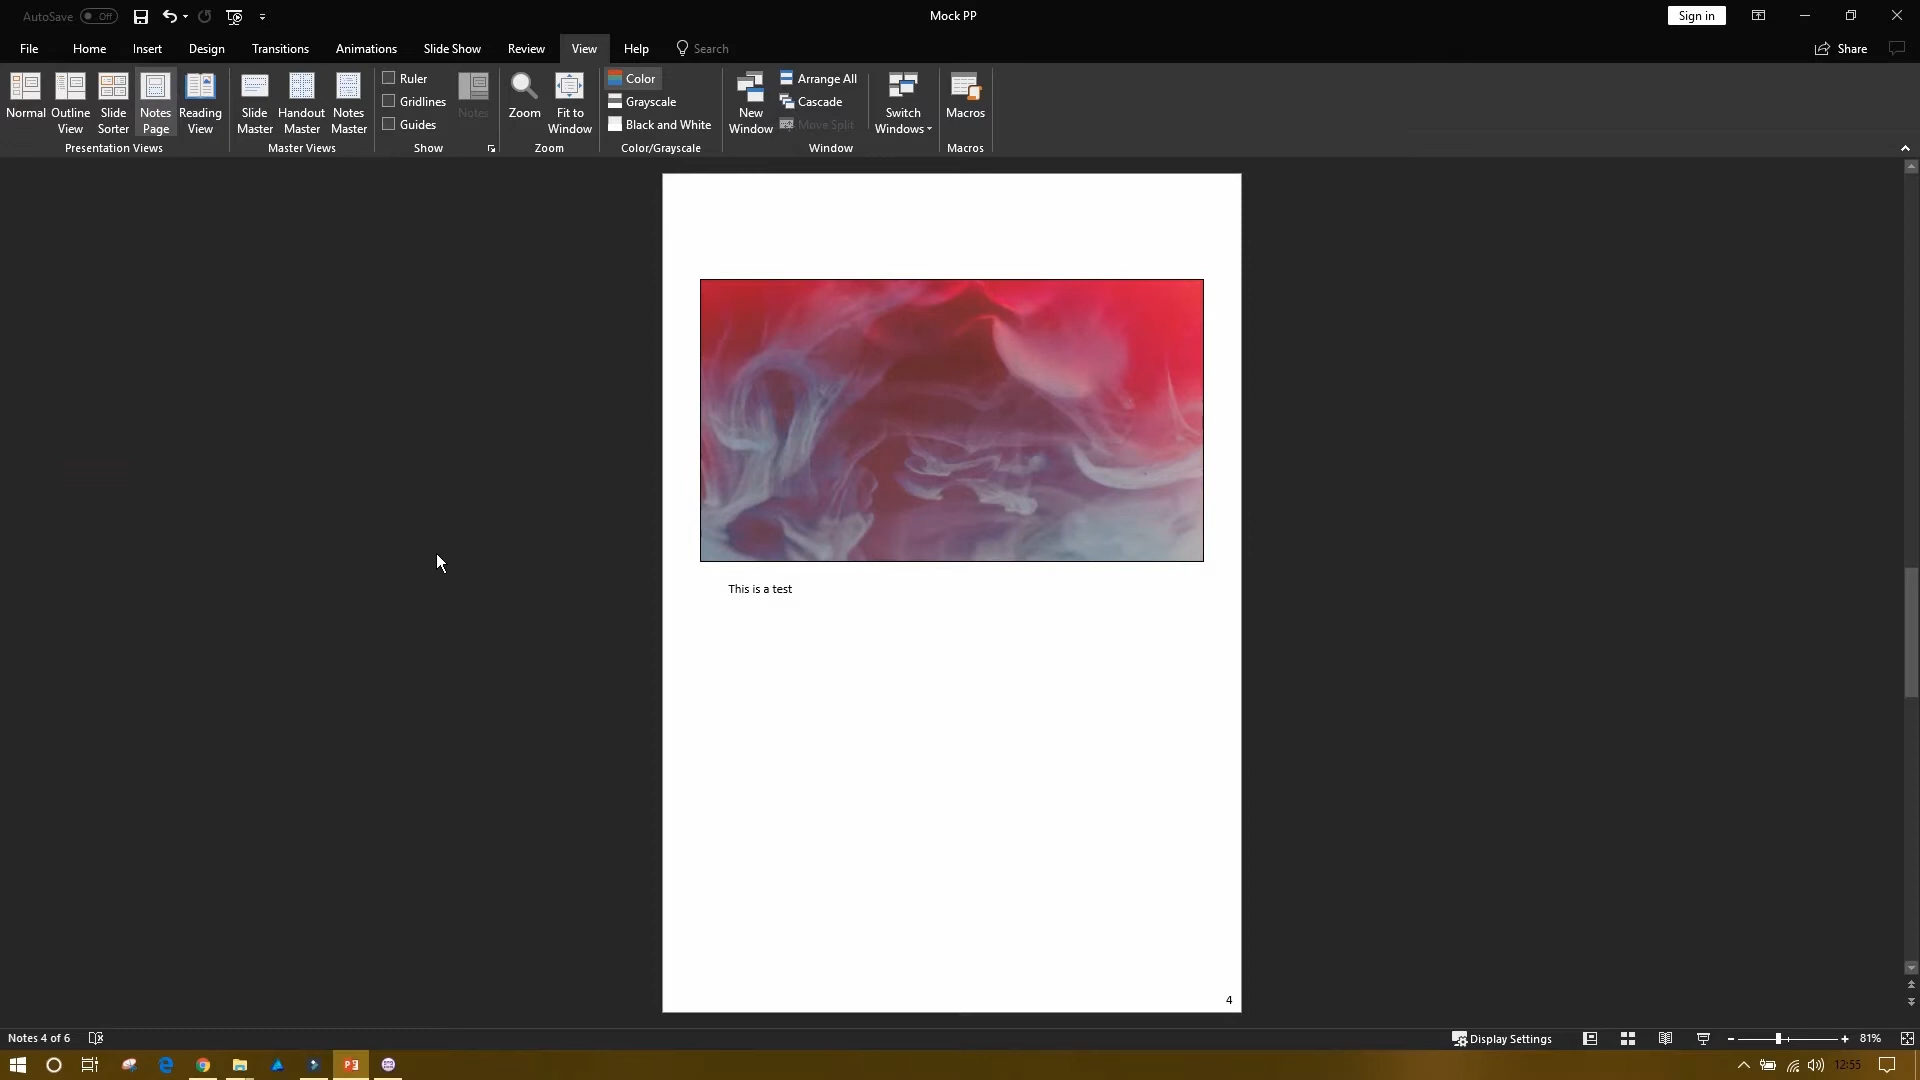 AutoSave Off Mock PP Sign in
File Home Insert Design Transitions Animations Slide Show Review View Help Search Share
Normal Outline View Slide Sorter Notes Page Reading View
Presentation Views
Slide Master Handout Master Notes Master
Master Views
Ruler
Gridlines
Guides
Notes
Show
Zoom Fit to Window
Zoom
Color
Grayscale
Black and White
Color/Grayscale
New Window
Arrange All
Cascade
Move Split
Switch Windows
Window
Macros
Macros
This is a test
4
Notes 4 of 6 Display Settings 81%
12:55